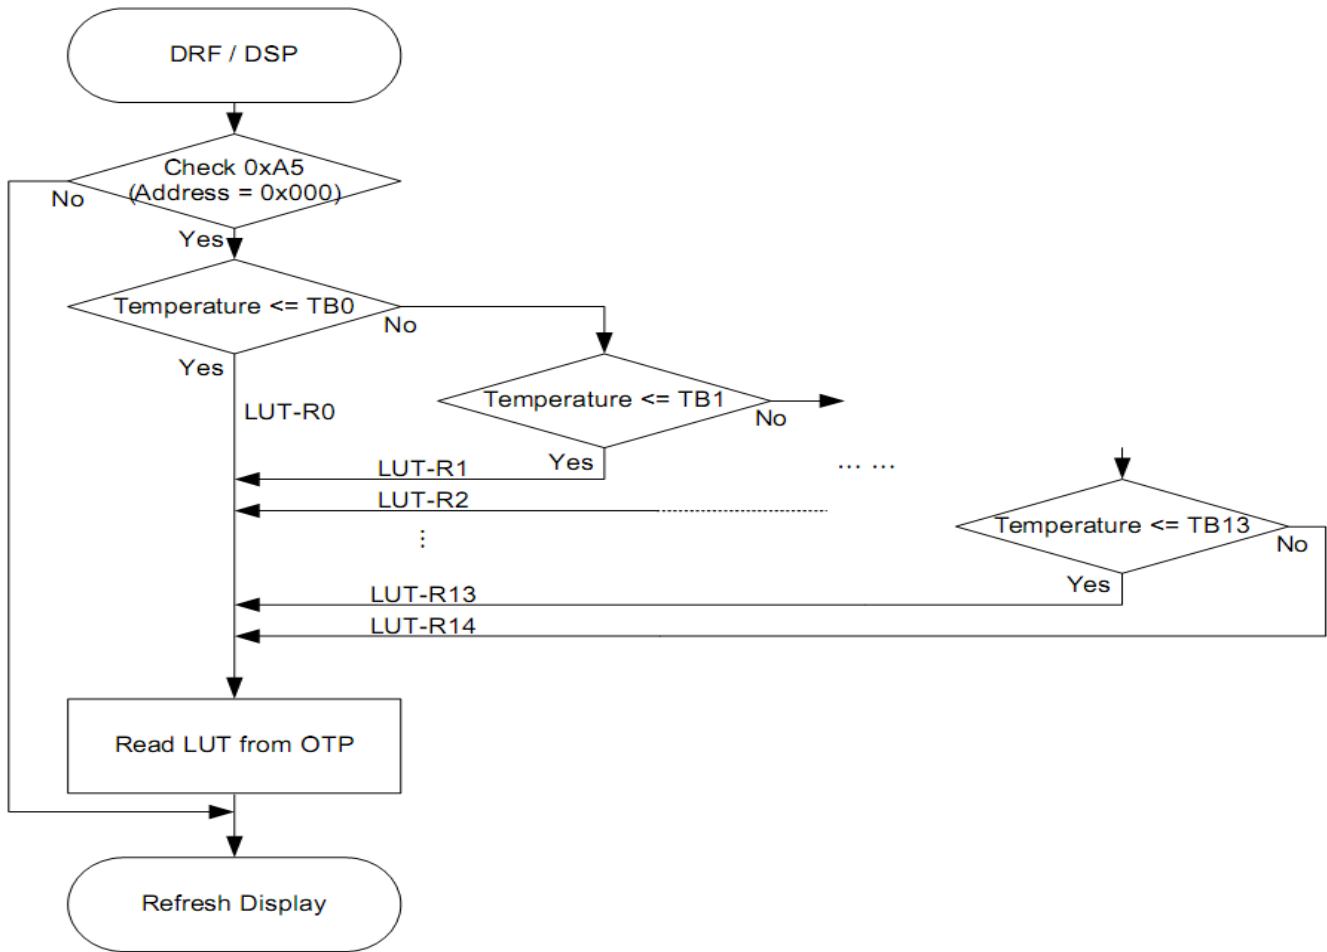 DRF / DSP
Check 0xA5
(Address = 0x000)
No
Yes
Temperature <= TB0
No
Yes
LUT-R0
Temperature <= TB1
No
Yes
LUT-R1
... ...
LUT-R2
Temperature <= TB13
No
⋮
Yes
LUT-R13
LUT-R14
Read LUT from OTP
Refresh Display